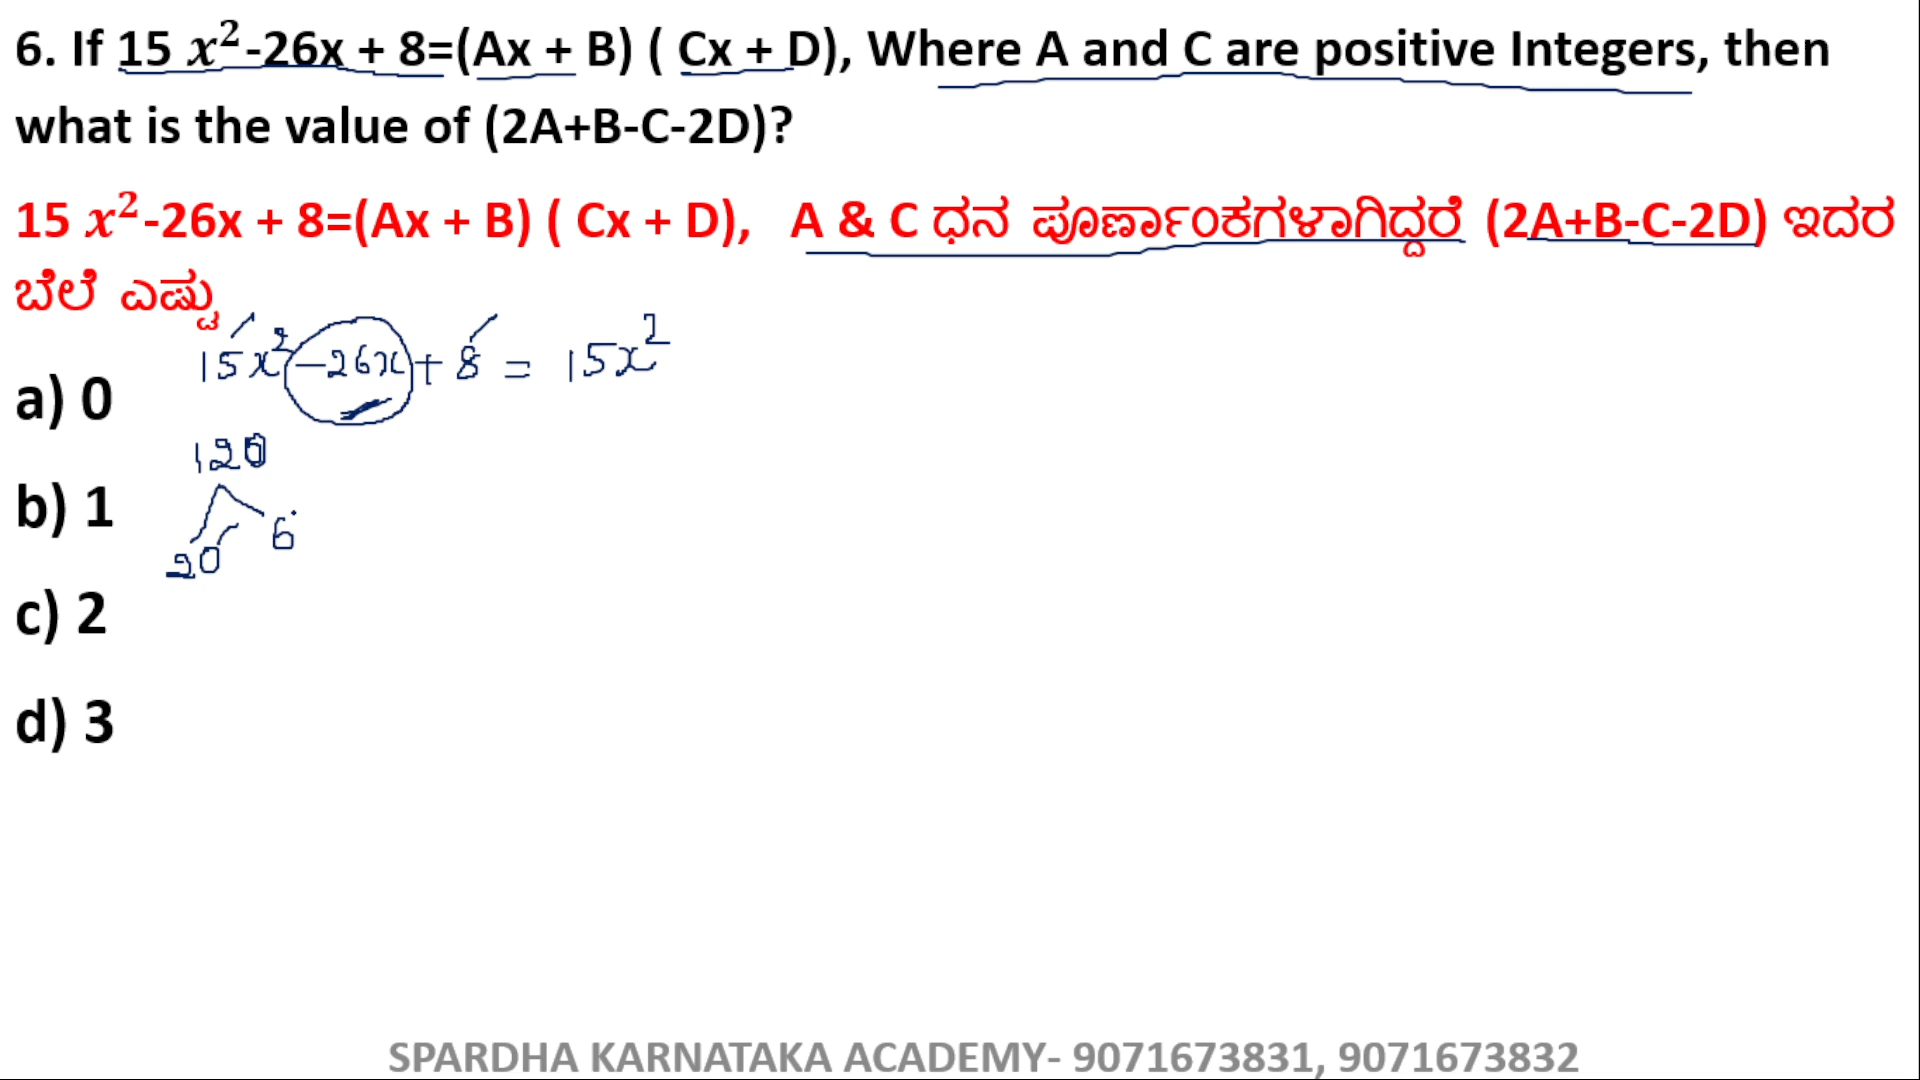 6. If 15 x²-26x + 8=(Ax + B) ( Cx + D), Where A and C are positive Integers, then
what is the value of (2A+B-C-2D)?
15 x²-26x + 8=(Ax + B) ( Cx + D), A & C ಧನ ಪೂರ್ಣಾಂಕಗಳಾಗಿದ್ದರೆ (2A+B-C-2D) ಇದರ
ಬೆಲೆ ಎಷ್ಟು
15x²-26x+8 = 15x²
a) 0
120
b) 1
20 6
c) 2
d) 3
SPARDHA KARNATAKA ACADEMY- 9071673831, 9071673832